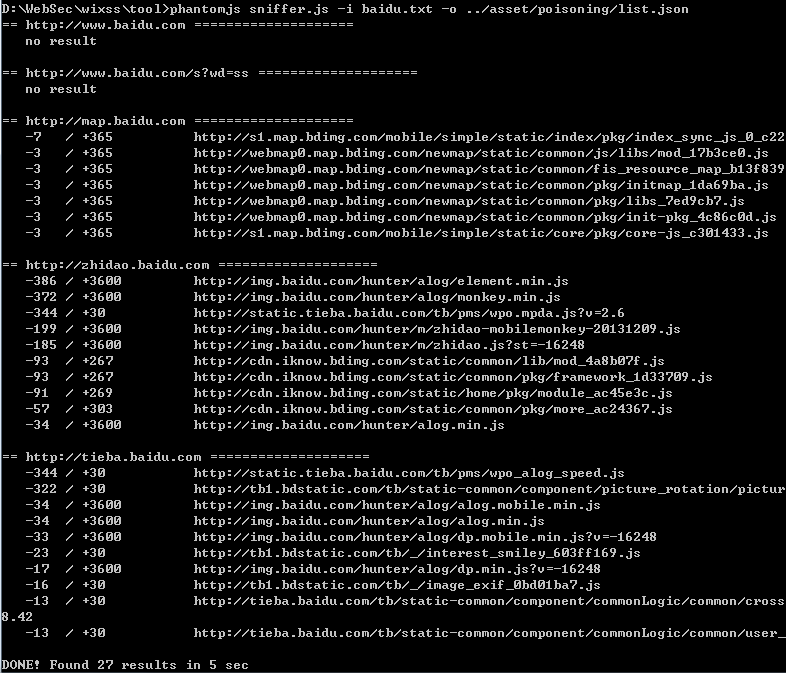 D:\WebSec\wixss\tool>phantomjs sniffer.js -i baidu.txt -o ../asset/poisoning/list.json
== http://www.baidu.com ====================
   no result

== http://www.baidu.com/s?wd=ss ====================
   no result

== http://map.baidu.com ====================
   -7   / +365          http://s1.map.bdimg.com/mobile/simple/static/index/pkg/index_sync_js_0_c22
   -3   / +365          http://webmap0.map.bdimg.com/newmap/static/common/js/libs/mod_17b3ce0.js
   -3   / +365          http://webmap0.map.bdimg.com/newmap/static/common/fis_resource_map_b13f839
   -3   / +365          http://webmap0.map.bdimg.com/newmap/static/common/pkg/initmap_1da69ba.js
   -3   / +365          http://webmap0.map.bdimg.com/newmap/static/common/pkg/libs_7ed9cb7.js
   -3   / +365          http://webmap0.map.bdimg.com/newmap/static/common/pkg/init-pkg_4c86c0d.js
   -3   / +365          http://s1.map.bdimg.com/mobile/simple/static/core/pkg/core-js_c301433.js

== http://zhidao.baidu.com ====================
   -386 / +3600         http://img.baidu.com/hunter/alog/element.min.js
   -372 / +3600         http://img.baidu.com/hunter/alog/monkey.min.js
   -344 / +30           http://static.tieba.baidu.com/tb/pms/wpo.mpda.js?v=2.6
   -199 / +3600         http://img.baidu.com/hunter/m/zhidao-mobilemonkey-20131209.js
   -185 / +3600         http://img.baidu.com/hunter/m/zhidao.js?st=-16248
   -93  / +267          http://cdn.iknow.bdimg.com/static/common/lib/mod_4a8b07f.js
   -93  / +267          http://cdn.iknow.bdimg.com/static/common/pkg/framework_1d33709.js
   -91  / +269          http://cdn.iknow.bdimg.com/static/home/pkg/module_ac45e3c.js
   -57  / +303          http://cdn.iknow.bdimg.com/static/common/pkg/more_ac24367.js
   -34  / +3600         http://img.baidu.com/hunter/alog.min.js

== http://tieba.baidu.com ====================
   -344 / +30           http://static.tieba.baidu.com/tb/pms/wpo_alog_speed.js
   -322 / +30           http://tb1.bdstatic.com/tb/static-common/component/picture_rotation/pictur
   -34  / +3600         http://img.baidu.com/hunter/alog/alog.mobile.min.js
   -34  / +3600         http://img.baidu.com/hunter/alog/alog.min.js
   -33  / +3600         http://img.baidu.com/hunter/alog/dp.mobile.min.js?v=-16248
   -23  / +30           http://tb1.bdstatic.com/tb/_/interest_smiley_603ff169.js
   -17  / +3600         http://img.baidu.com/hunter/alog/dp.min.js?v=-16248
   -16  / +30           http://tb1.bdstatic.com/tb/_/image_exif_0bd01ba7.js
   -13  / +30           http://tieba.baidu.com/tb/static-common/component/commonLogic/common/cross
8.42
   -13  / +30           http://tieba.baidu.com/tb/static-common/component/commonLogic/common/user_

DONE! Found 27 results in 5 sec